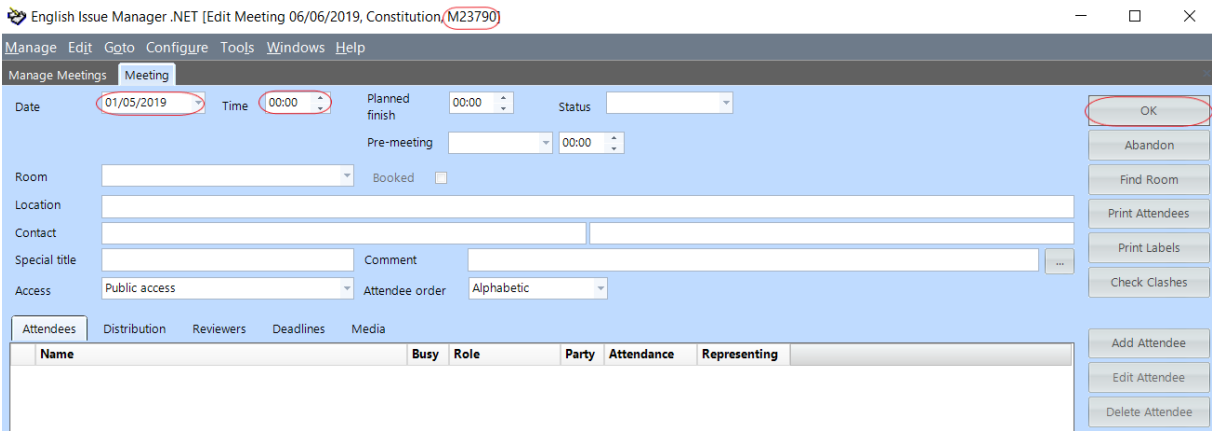 English Issue Manager .NET [Edit Meeting 06/06/2019, Constitution, M23790]
Manage Edit Goto Configure Tools Windows Help
Manage Meetings Meeting
Date 01/05/2019 Time 00:00 Planned finish 00:00 Status
OK
Pre-meeting 00:00
Abandon
Room Booked
Find Room
Location
Print Attendees
Contact
Print Labels
Special title Comment ...
Check Clashes
Access Public access Attendee order Alphabetic
Attendees Distribution Reviewers Deadlines Media
Add Attendee
Name Busy Role Party Attendance Representing
Edit Attendee
Delete Attendee